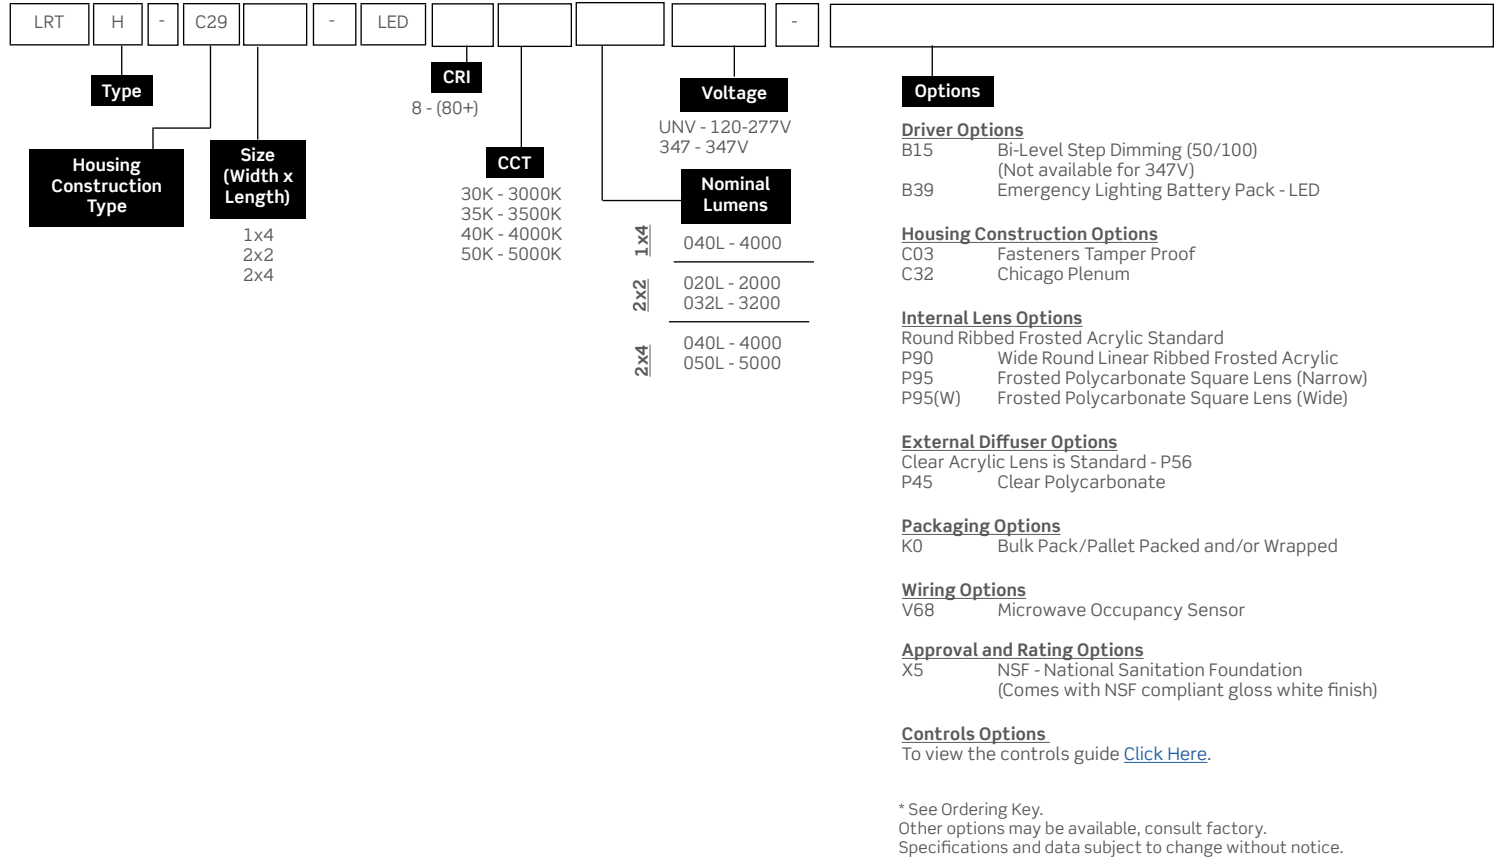 LRT H - C29 - LED -
Type
Housing
Construction
Type
Size
(Width x
Length)
1x4
2x2
2x4
CRI
8 - (80+)
CCT
30K - 3000K
35K - 3500K
40K - 4000K
50K - 5000K
Voltage
UNV - 120-277V
347 - 347V
Nominal
Lumens
1x4
040L - 4000
2x2
020L - 2000
032L - 3200
2x4
040L - 4000
050L - 5000
Options
Driver Options
B15 Bi-Level Step Dimming (50/100)
(Not available for 347V)
B39 Emergency Lighting Battery Pack - LED
Housing Construction Options
C03 Fasteners Tamper Proof
C32 Chicago Plenum
Internal Lens Options
Round Ribbed Frosted Acrylic Standard
P90 Wide Round Linear Ribbed Frosted Acrylic
P95 Frosted Polycarbonate Square Lens (Narrow)
P95(W) Frosted Polycarbonate Square Lens (Wide)
External Diffuser Options
Clear Acrylic Lens is Standard - P56
P45 Clear Polycarbonate
Packaging Options
K0 Bulk Pack/Pallet Packed and/or Wrapped
Wiring Options
V68 Microwave Occupancy Sensor
Approval and Rating Options
X5 NSF - National Sanitation Foundation
(Comes with NSF compliant gloss white finish)
Controls Options
To view the controls guide Click Here.
* See Ordering Key.
Other options may be available, consult factory.
Specifications and data subject to change without notice.